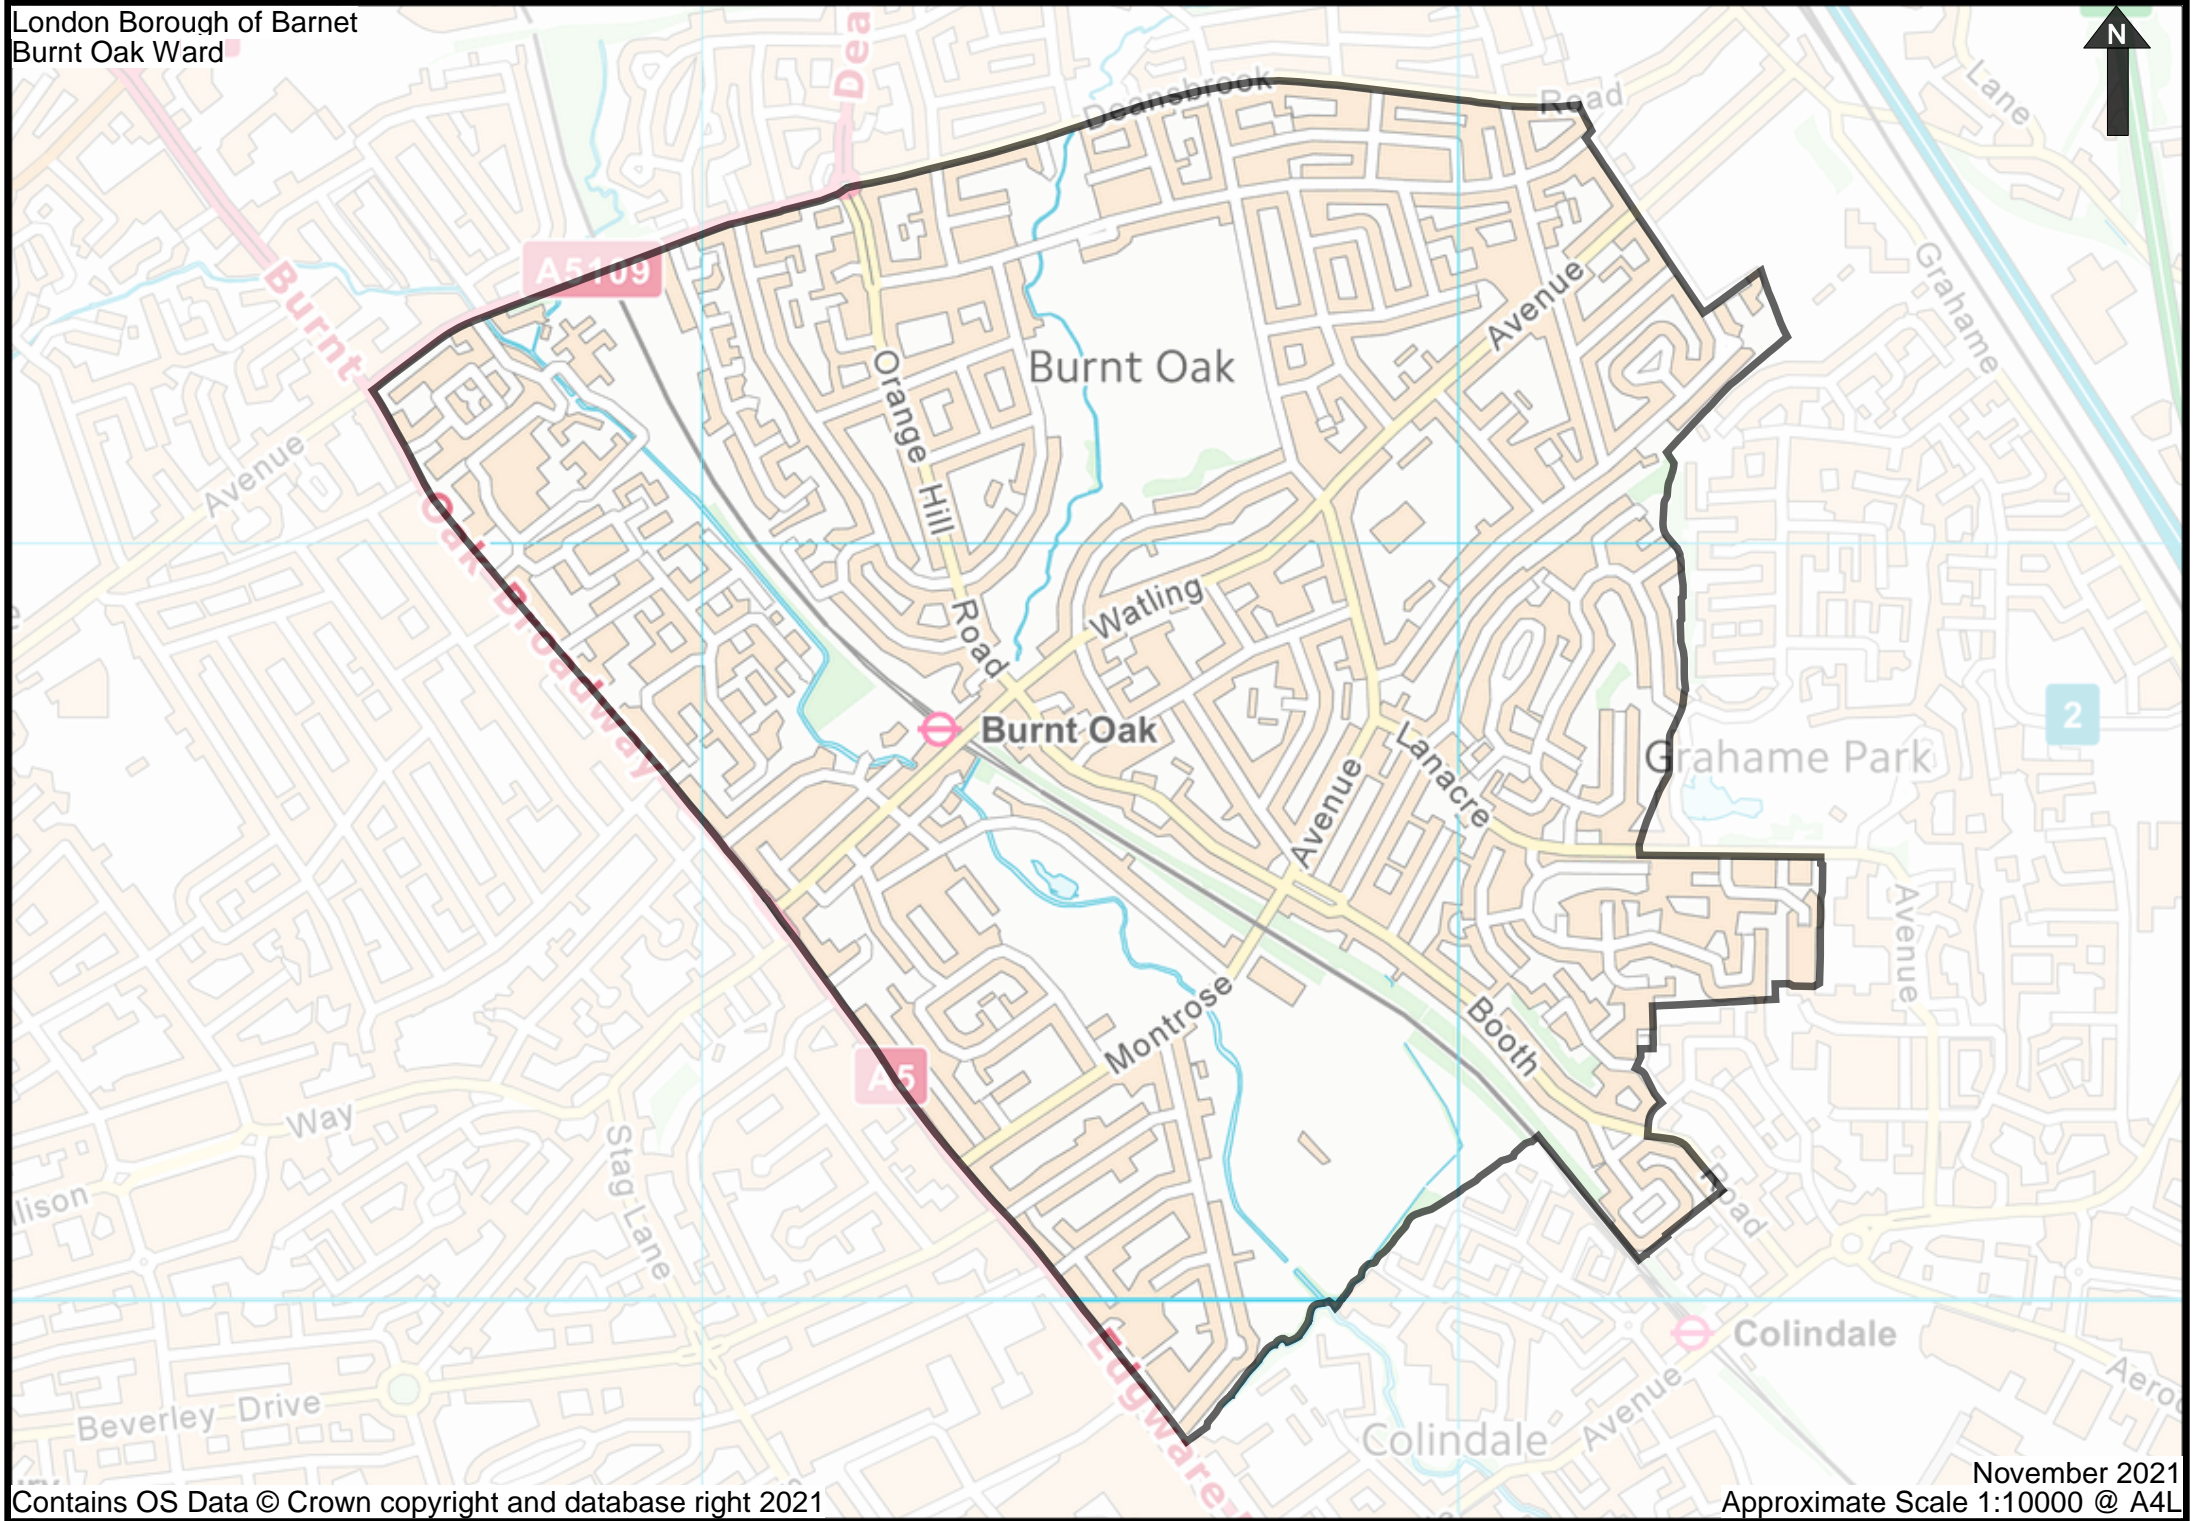 London Borough of Barnet
Burnt Oak Ward
N
Dea
Deansbrook Road
Lane
A5109
Burnt Oak Broadway
Grahame
Avenue
Orange Hill Road
Burnt Oak
Avenue
Watling
Burnt Oak
2
Lanacre
Grahame Park
Avenue
Avenue
Montrose
Booth
Road
A5
Way
Stag Lane
llison
Edgware
Colindale
Aeroc
Beverley Drive
Colindale
Avenue
November 2021
Contains OS Data © Crown copyright and database right 2021
Approximate Scale 1:10000 @ A4L